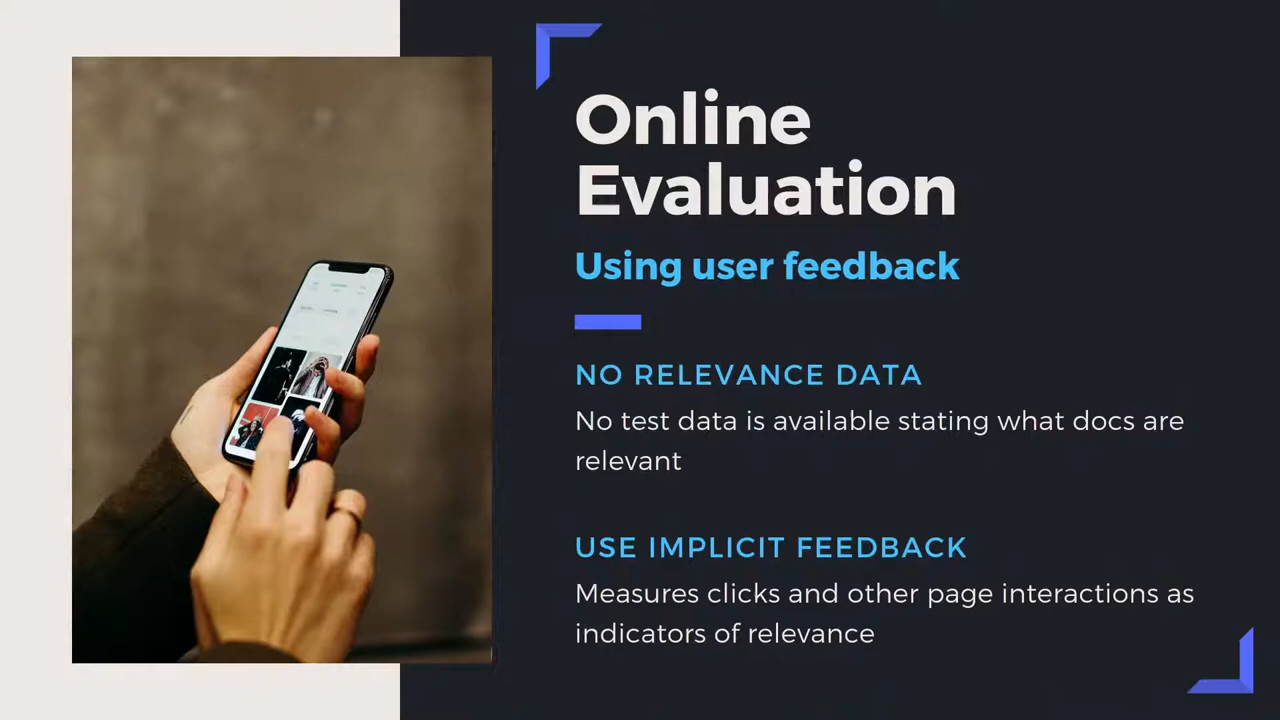 Online
Evaluation
Using user feedback
NO RELEVANCE DATA
No test data is available stating what docs are
relevant
USE IMPLICIT FEEDBACK
Measures clicks and other page interactions as
indicators of relevance